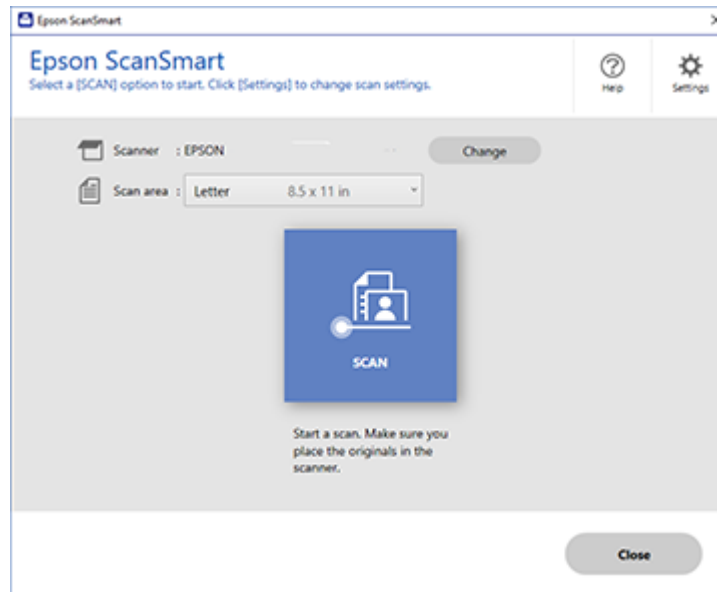 Epson ScanSmart
Epson ScanSmart
Select a [SCAN] option to start. Click [Settings] to change scan settings.
Help
Settings
Scanner : EPSON
Change
Scan area : Letter 8.5 x 11 in
SCAN
Start a scan. Make sure you
place the originals in the
scanner.
Close